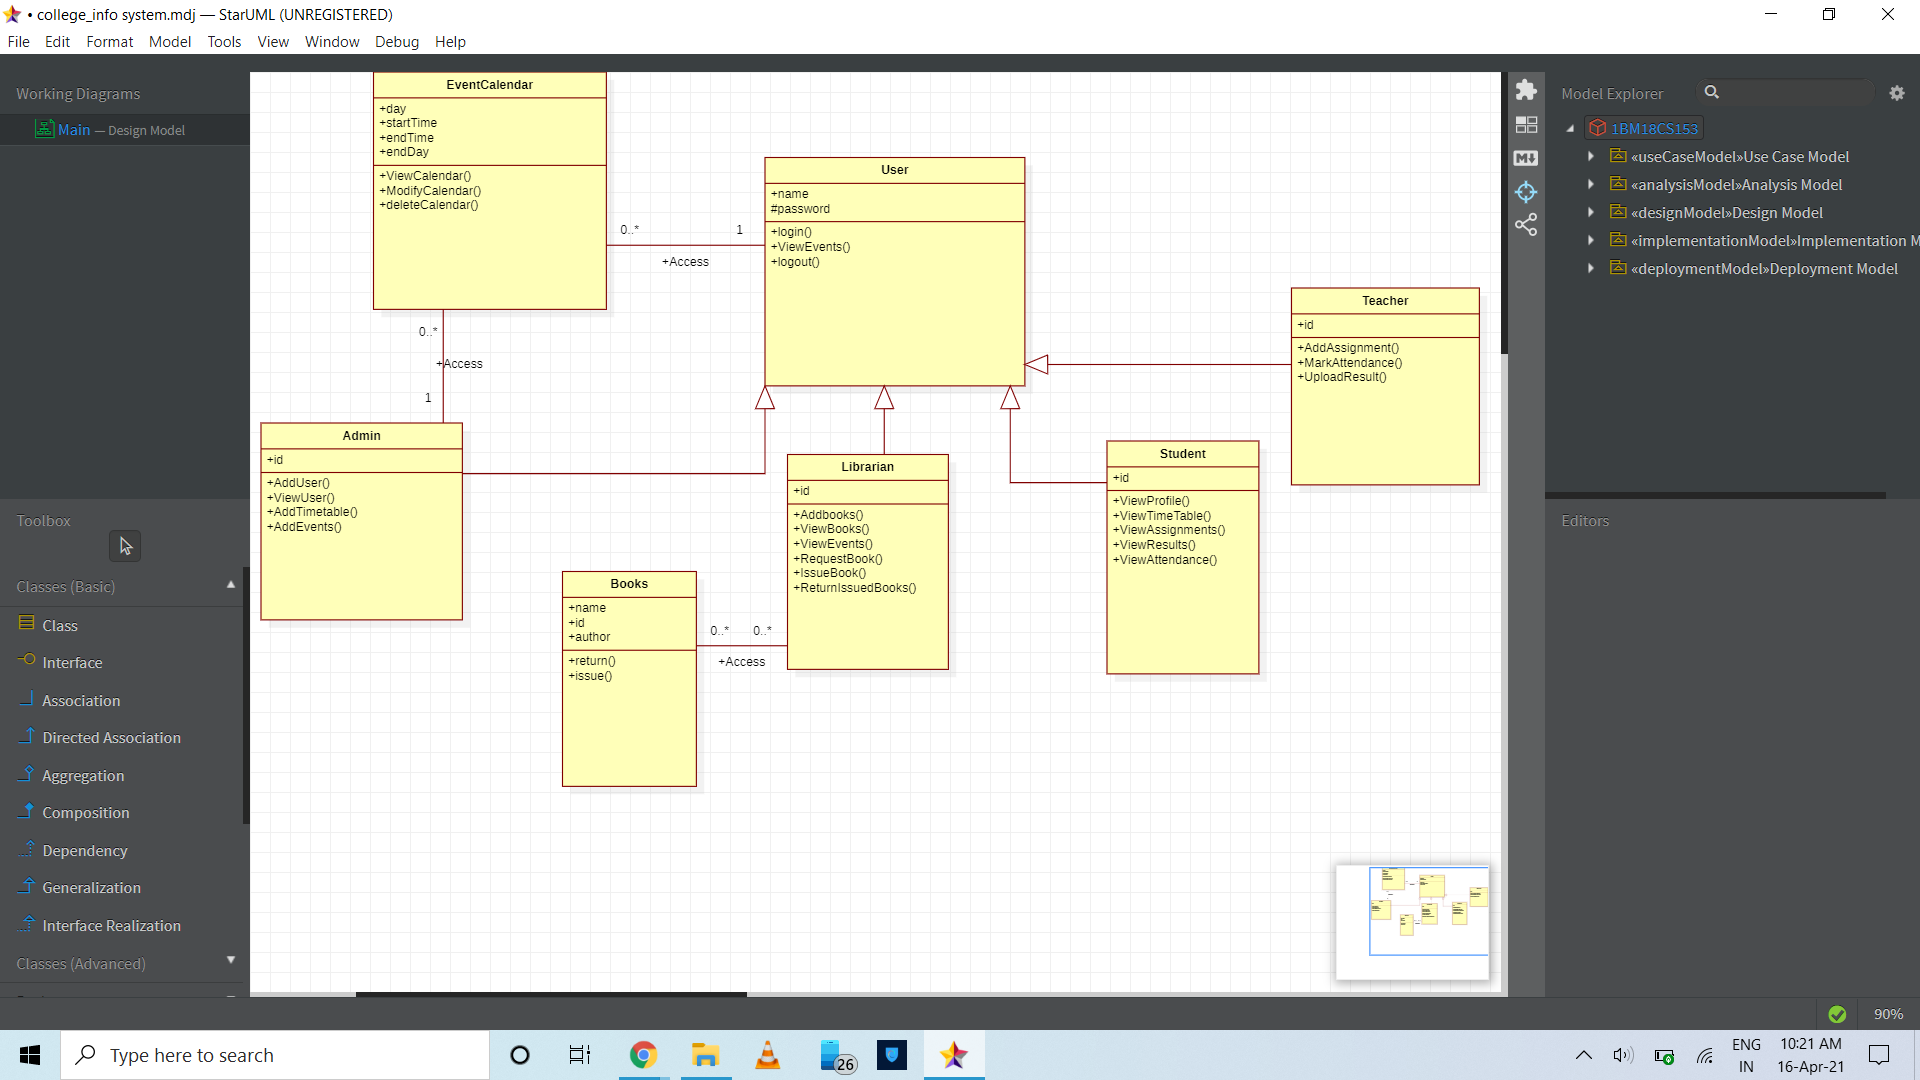 • college_info system.mdj — StarUML (UNREGISTERED)
File Edit Format Model Tools View Window Debug Help
Working Diagrams
Main — Design Model
Toolbox
Classes (Basic)
Class
Interface
Association
Directed Association
Aggregation
Composition
Dependency
Generalization
Interface Realization
Classes (Advanced)
EventCalendar
+day
+startTime
+endTime
+endDay
+ViewCalendar()
+ModifyCalendar()
+deleteCalendar()
0..* 1
+Access
User
+name
#password
+login()
+ViewEvents()
+logout()
0..*
+Access
1
Admin
+id
+AddUser()
+ViewUser()
+AddTimetable()
+AddEvents()
Books
+name
+id
+author
+return()
+issue()
0..* 0..*
+Access
Librarian
+id
+Addbooks()
+ViewBooks()
+ViewEvents()
+RequestBook()
+IssueBook()
+ReturnIssuedBooks()
Student
+id
+ViewProfile()
+ViewTimeTable()
+ViewAssignments()
+ViewResults()
+ViewAttendance()
Teacher
+id
+AddAssignment()
+MarkAttendance()
+UploadResult()
Model Explorer
1BM18CS153
«useCaseModel»Use Case Model
«analysisModel»Analysis Model
«designModel»Design Model
«implementationModel»Implementation M
«deploymentModel»Deployment Model
Editors
90%
Type here to search
26
ENG
IN
10:21 AM
16-Apr-21